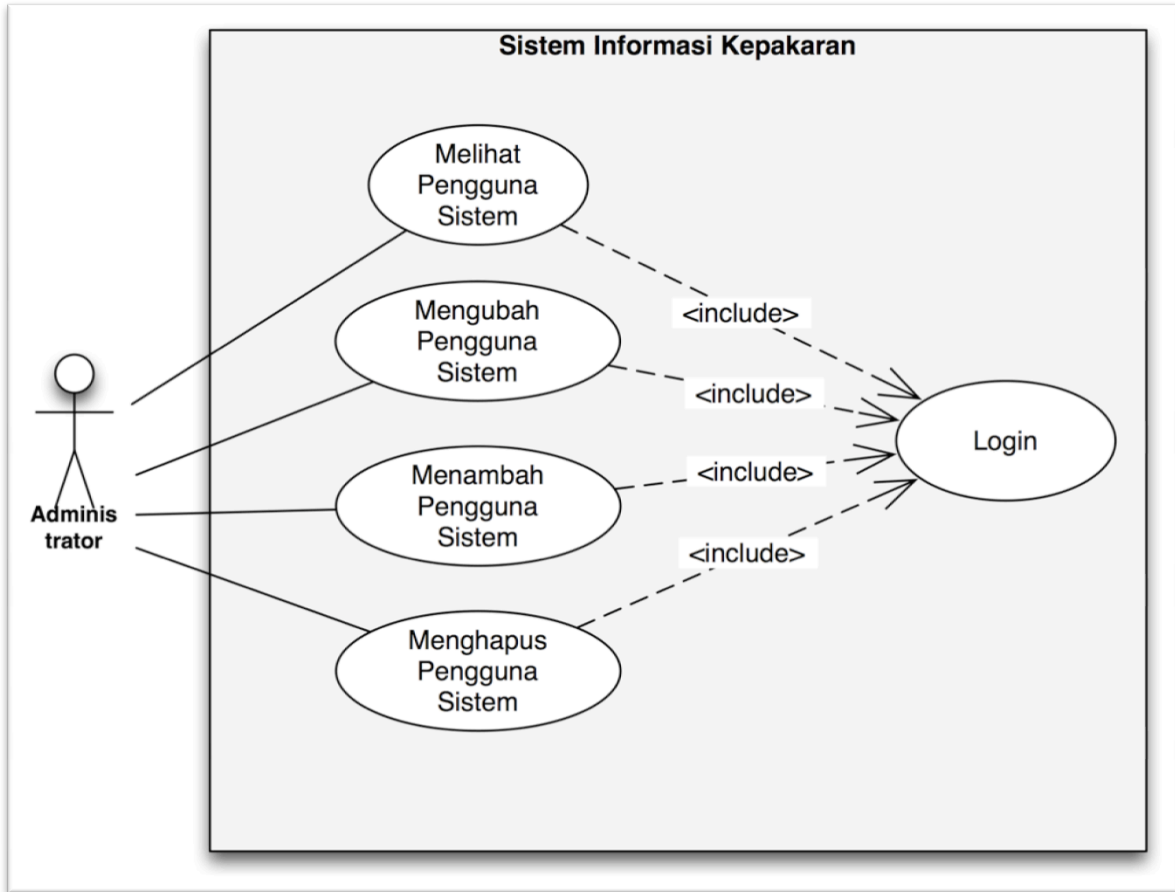 Sistem Informasi Kepakaran
Melihat
Pengguna
Sistem
<include>
Mengubah
Pengguna
Sistem
<include>
Login
Menambah
Pengguna
Sistem
<include>
Adminis
trator
<include>
Menghapus
Pengguna
Sistem